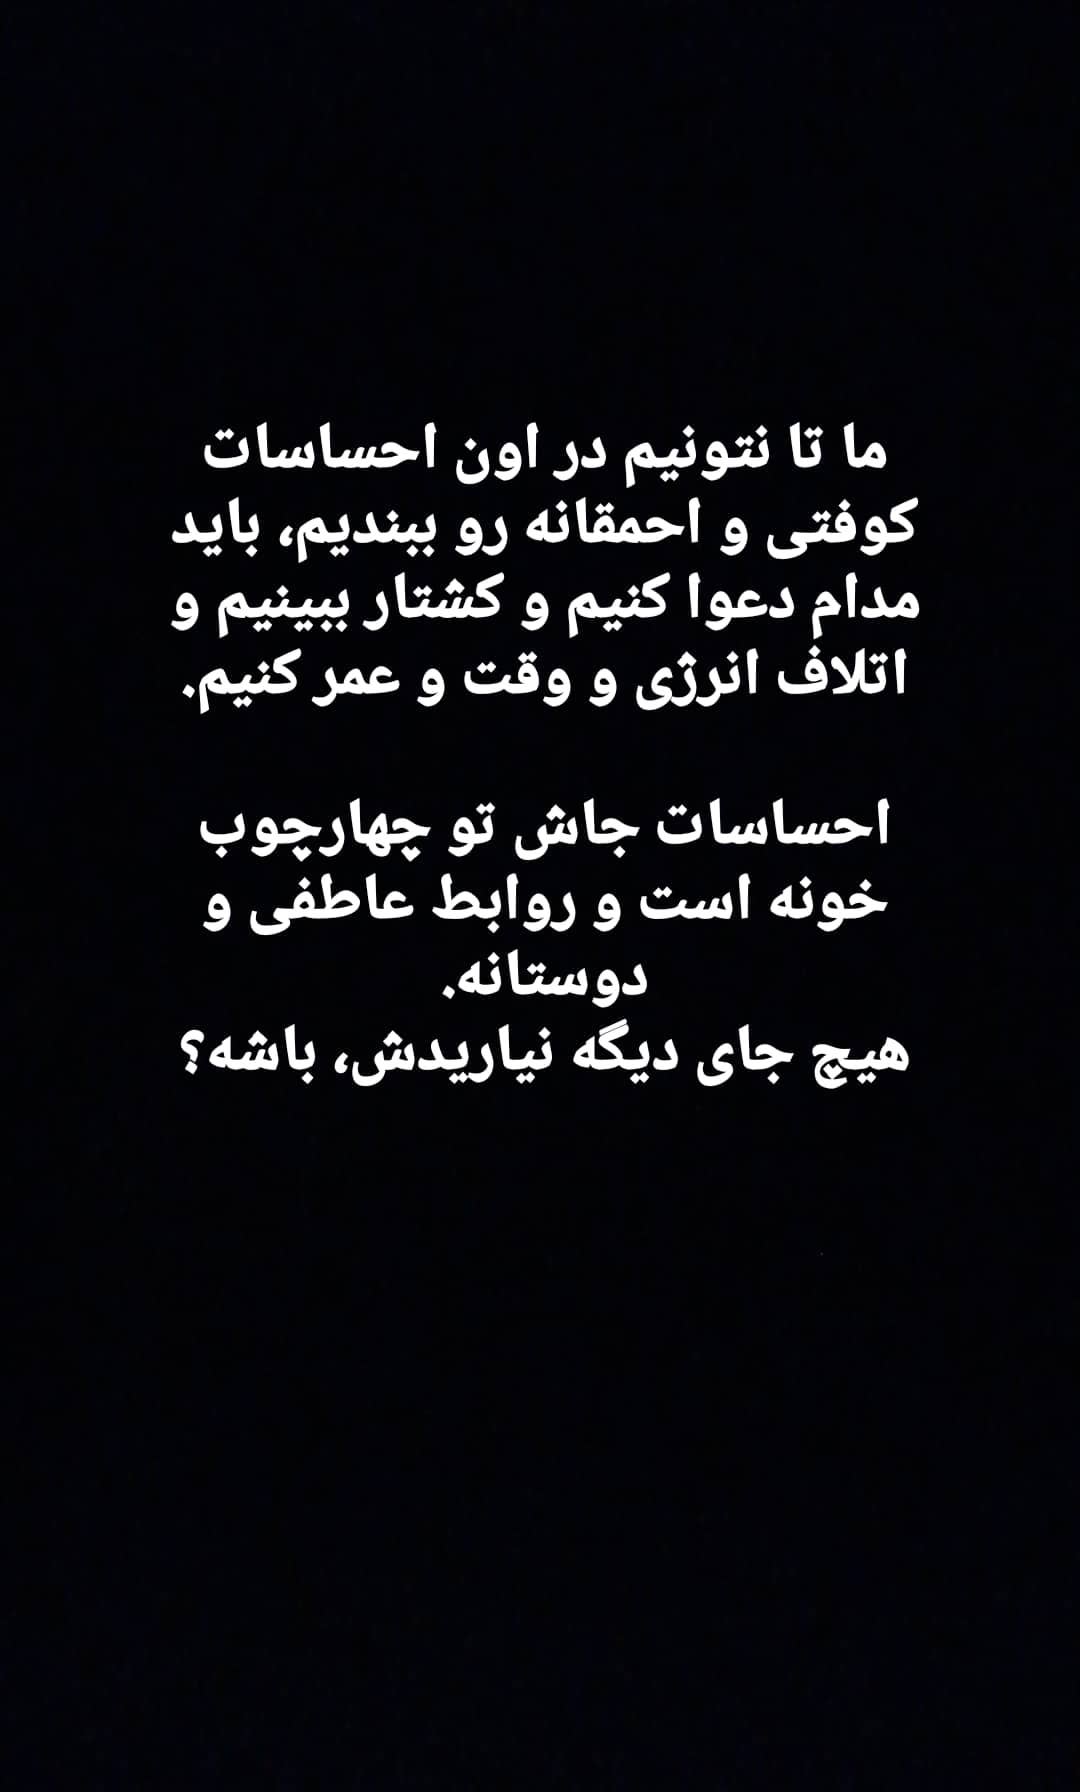 ما تا نتونیم در اون احساسات
کوفتی و احمقانه رو ببندیم، باید
مدام دعوا کنیم و کشتار ببینیم و
اتلاف انرژی و وقت و عمر کنیم.
احساسات جاش تو چهارچوب
خونه است و روابط عاطفی و
دوستانه.
هیچ جای دیگه نیاریدش، باشه؟